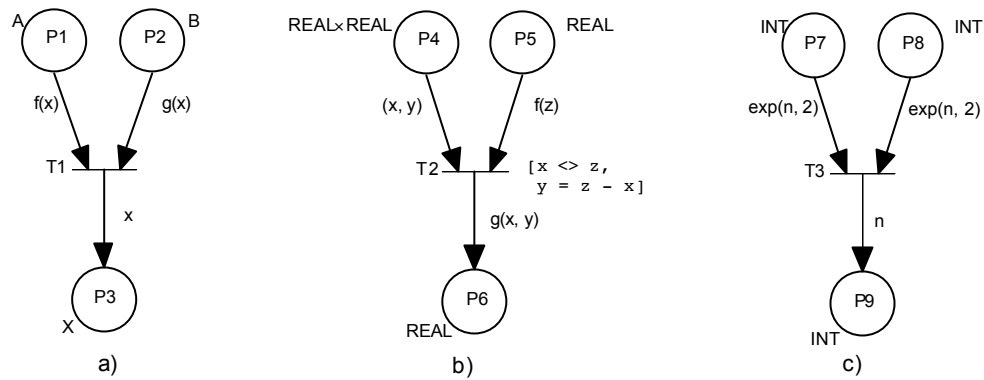 A
P1
P2
B
f(x)
g(x)
T1
x
P3
X
a)
REAL×REAL
P4
P5
REAL
(x, y)
f(z)
T2
[x <> z,
y = z - x]
g(x, y)
P6
REAL
b)
INT
P7
P8
INT
exp(n, 2)
exp(n, 2)
T3
n
P9
INT
c)